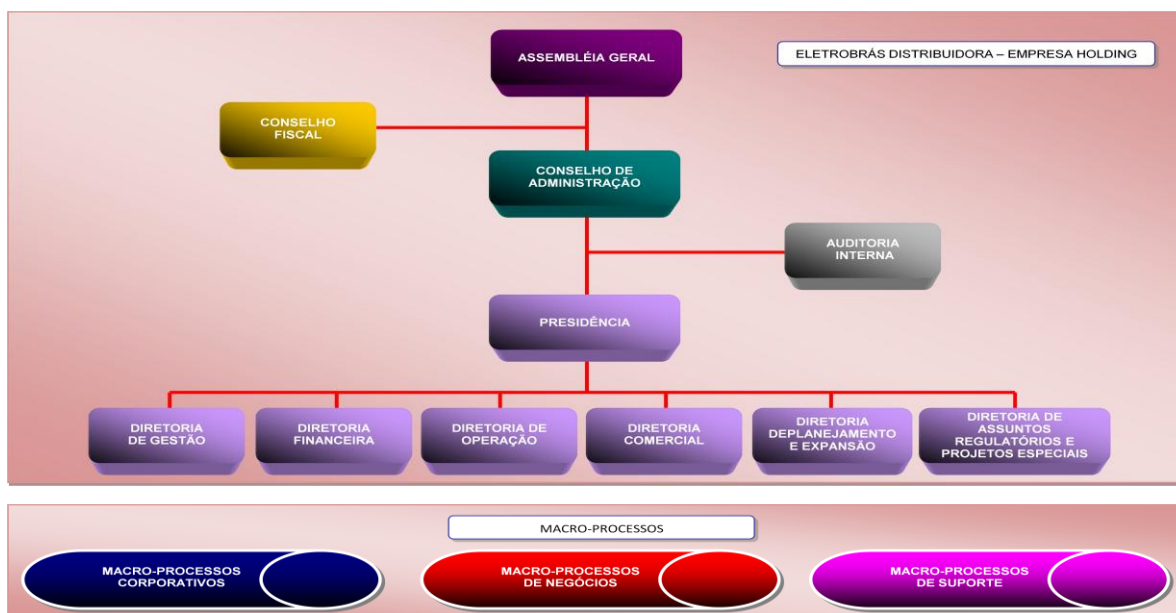 ASSEMBLÉIA GERAL
ELETROBRÁS DISTRIBUIDORA – EMPRESA HOLDING
CONSELHO
FISCAL
CONSELHO DE
ADMINISTRAÇÃO
AUDITORIA
INTERNA
PRESIDÊNCIA
DIRETORIA
DE GESTÃO
DIRETORIA
FINANCEIRA
DIRETORIA DE
OPERAÇÃO
DIRETORIA
COMERCIAL
DIRETORIA
DEPLANEJAMENTO
E EXPANSÃO
DIRETORIA DE
ASSUNTOS
REGULATÓRIOS E
PROJETOS ESPECIAIS
MACRO-PROCESSOS
MACRO-PROCESSOS
CORPORATIVOS
MACRO-PROCESSOS
DE NEGÓCIOS
MACRO-PROCESSOS
DE SUPORTE